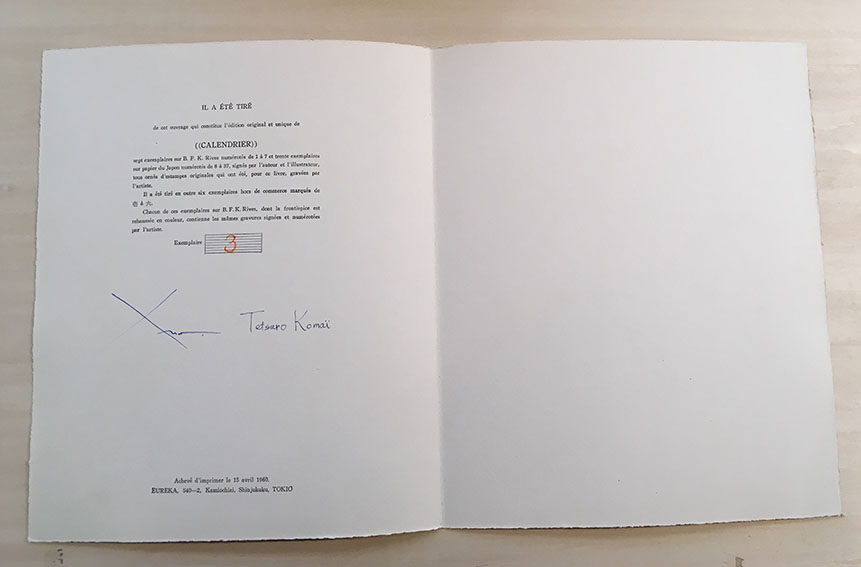 IL A ÉTÉ TIRÉ
de cet ouvrage qui constitue l'édition original et unique de
((CALENDRIER))
sept exemplaires sur B. F. K. Rives numérotés de 1 à 7 et trente exemplaires
sur papier du Japon numérotés de 8 à 37, signés par l'auteur et l'illustrateur,
tous ornés d'estampes originales qui ont été, pour ce livre, gravées par
l'artiste.
Il a été tiré en outre six exemplaires hors de commerce marqués de
壱 à 六.
Chacun de ces exemplaires sur B. F. K. Rives, dont la frontispice est
rehaussée en couleur, contienne les mêmes gravures signées et numérotées
par l'artiste.
Exemplaire 3
Tetsuro Komaï
Achevé d'imprimer le 15 avril 1960.
EUREKA, 540-2, Kamiochiai, Shinjukuku, TOKIO